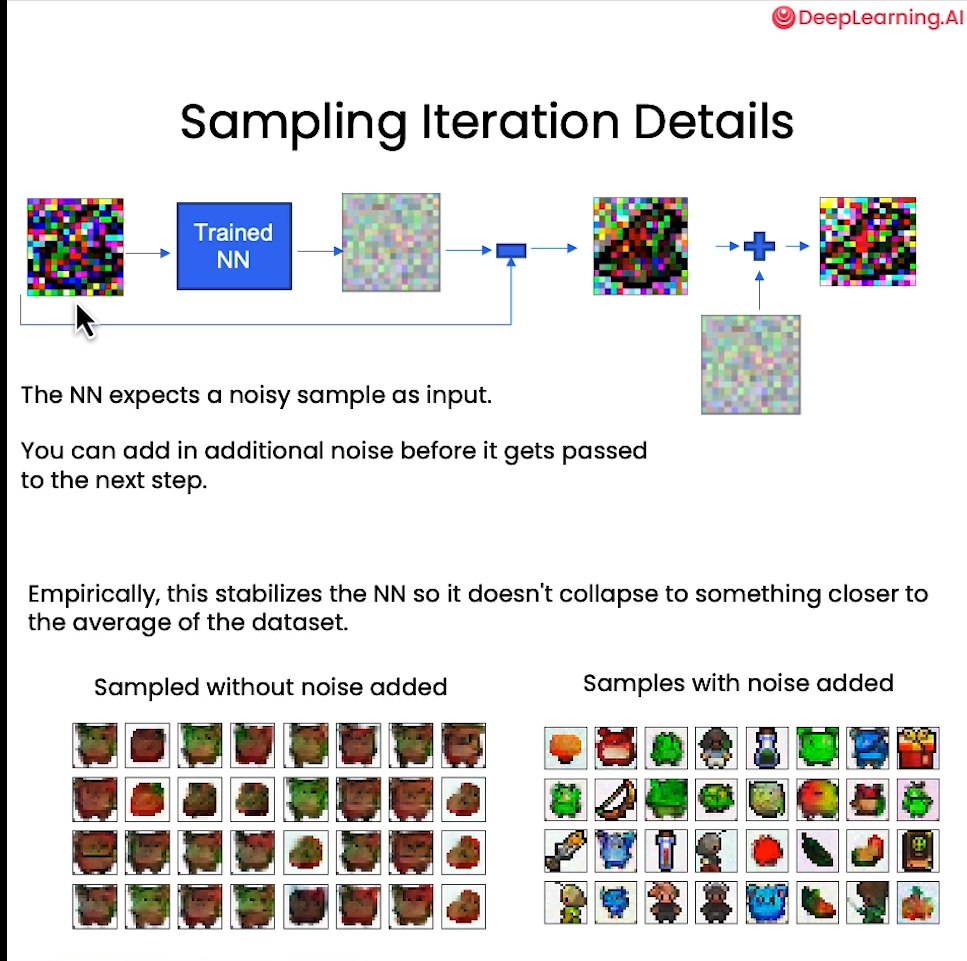 DeepLearning.AI
Sampling Iteration Details
Trained
NN
The NN expects a noisy sample as input.
You can add in additional noise before it gets passed
to the next step.
Empirically, this stabilizes the NN so it doesn't collapse to something closer to
the average of the dataset.
Sampled without noise added
Samples with noise added